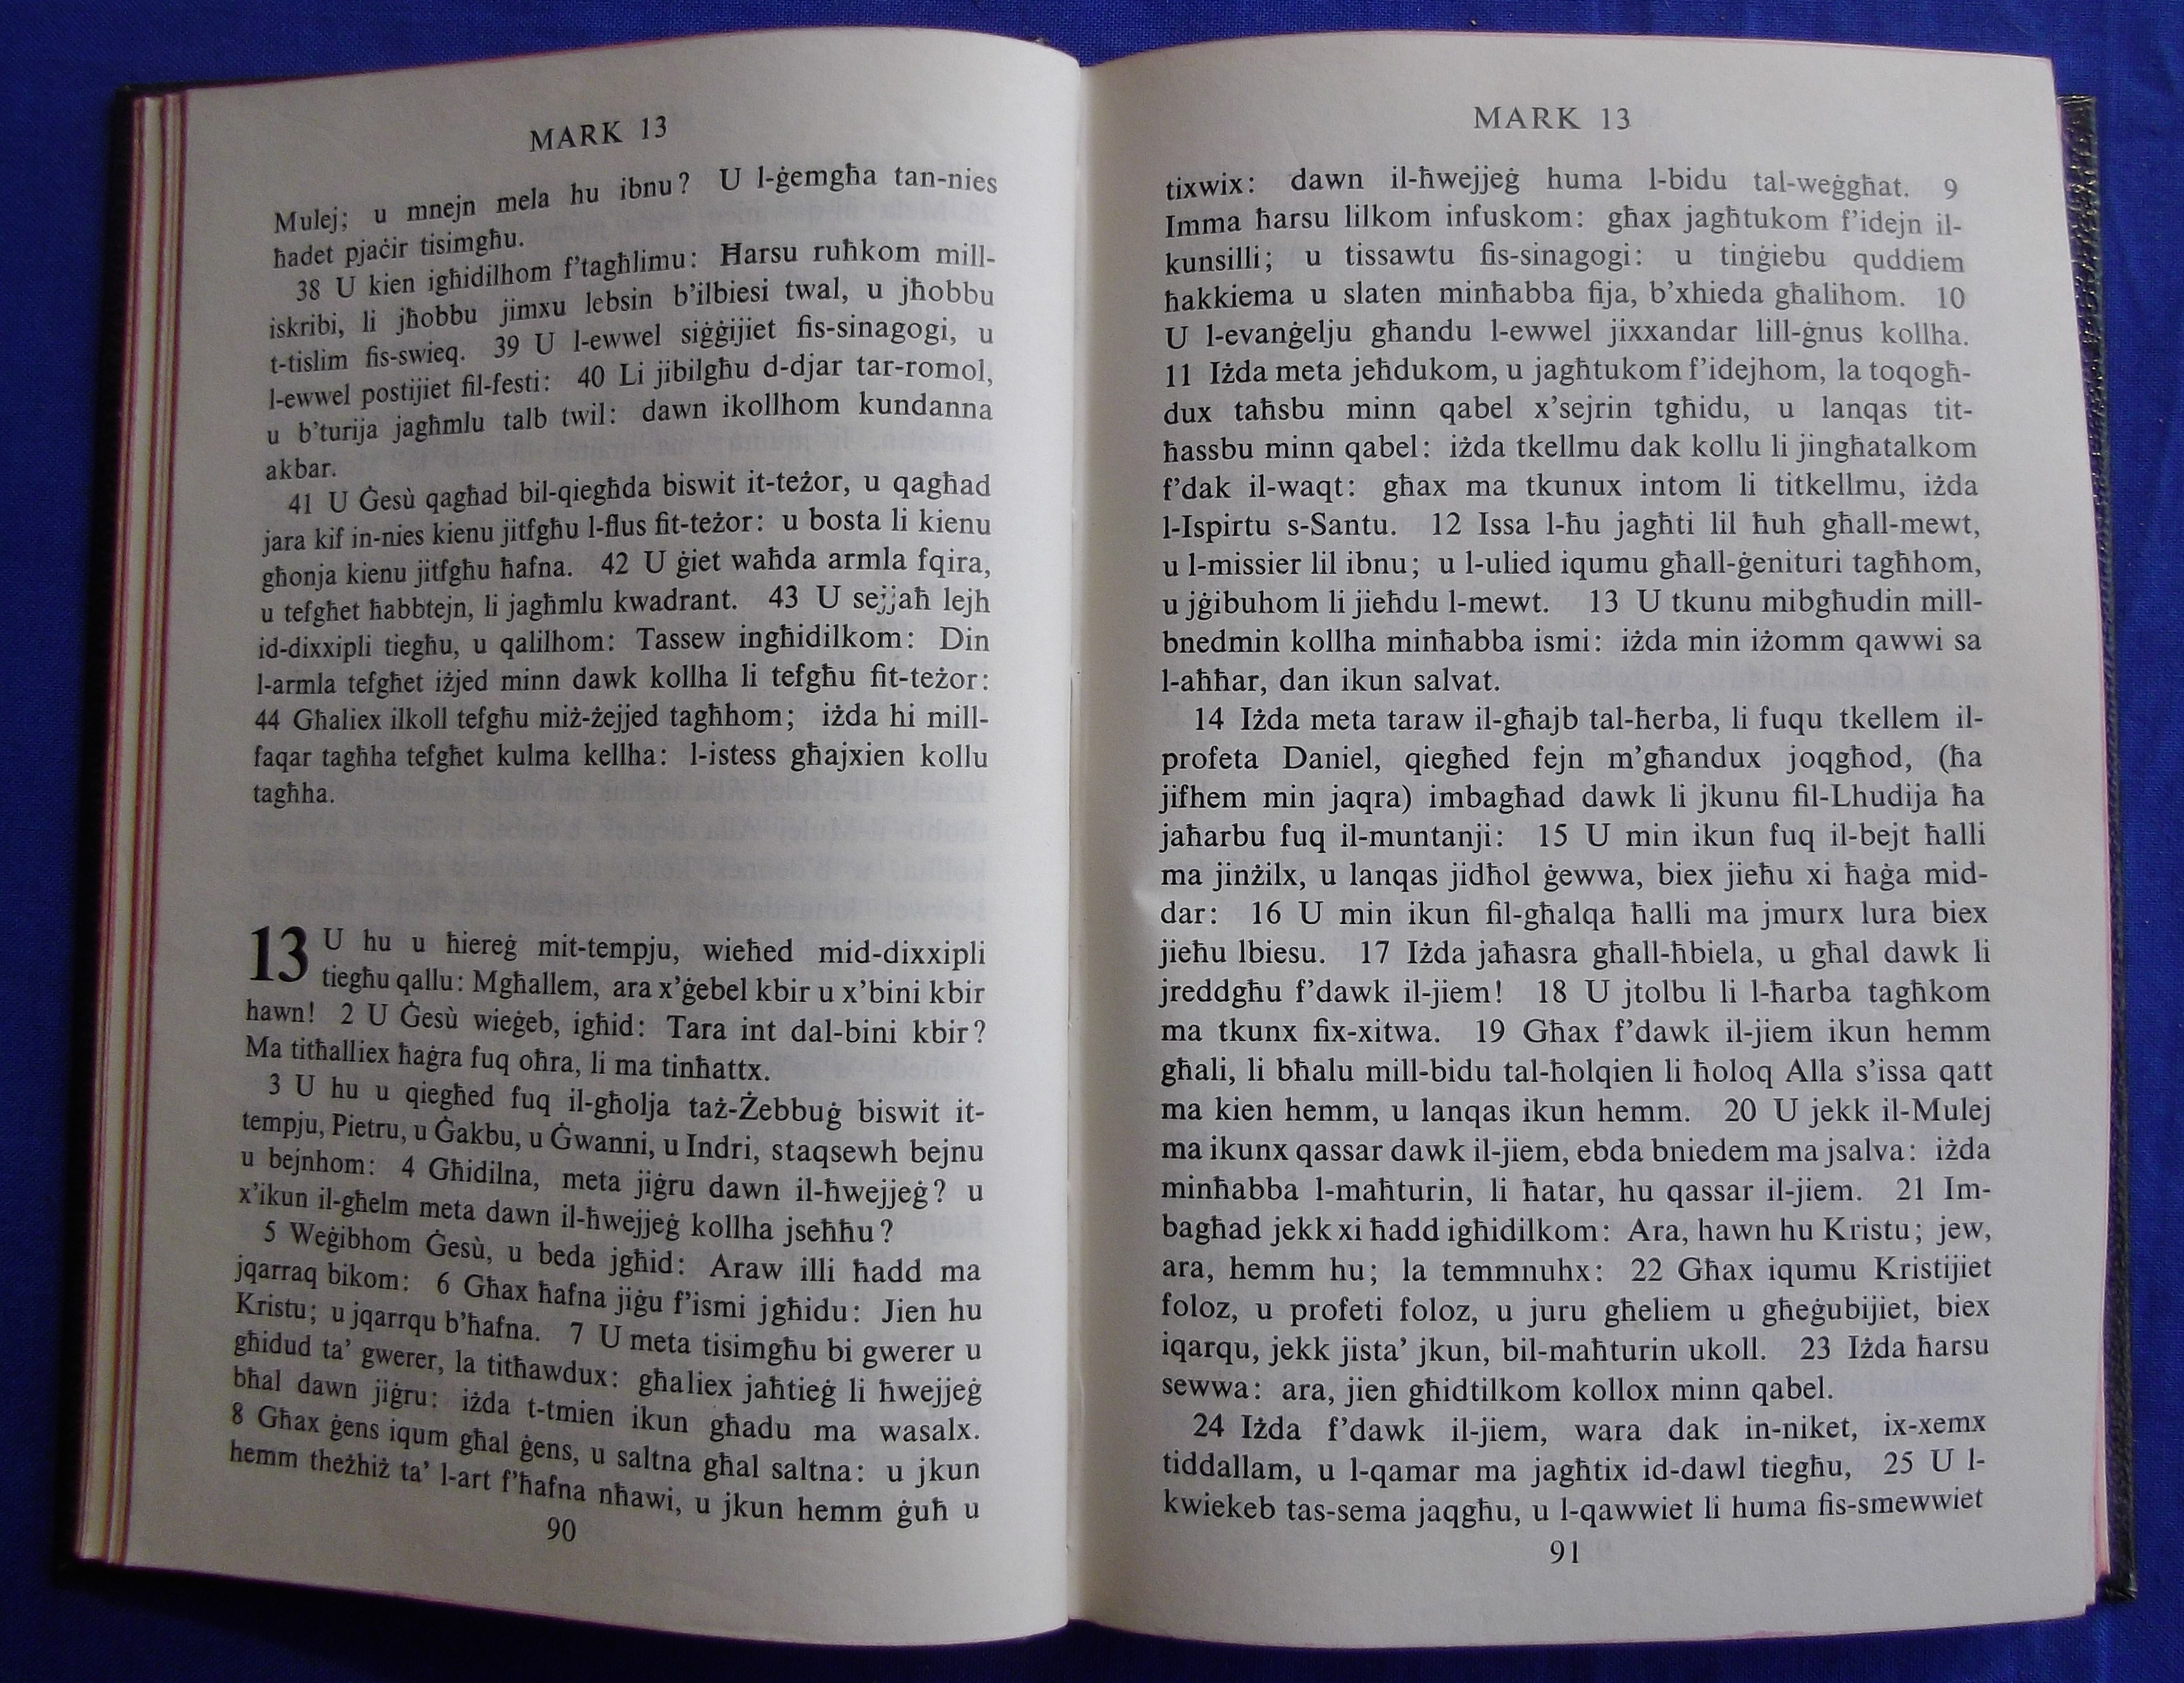 MARK 13
Mulej; u mnejn mela hu ibnu? U l-ġemgħa tan-nies
ħadet pjaċir tisimgħu.
38 U kien igħidilhom f'tagħlimu: Ħarsu ruħkom mill-
iskribi, li jħobbu jimxu lebsin b'ilbiesi twal, u jħobbu
t-tislim fis-swieq. 39 U l-ewwel siġġijiet fis-sinagogi, u
l-ewwel postijiet fil-festi: 40 Li jibilgħu d-djar tar-romol,
u b'turija jagħmlu talb twil: dawn ikollhom kundanna
akbar.
41 U Ġesù qagħad bil-qiegħda biswit it-teżor, u qagħad
jara kif in-nies kienu jitfgħu l-flus fit-teżor: u bosta li kienu
għonja kienu jitfgħu ħafna. 42 U ġiet waħda armla fqira,
u tefgħet ħabbtejn, li jagħmlu kwadrant. 43 U sejjaħ lejh
id-dixxipli tiegħu, u qalilhom: Tassew ingħidilkom: Din
l-armla tefgħet iżjed minn dawk kollha li tefgħu fit-teżor:
44 Għaliex ilkoll tefgħu miż-żejjed tagħhom; iżda hi mill-
faqar tagħha tefgħet kulma kellha: l-istess għajxien kollu
tagħha.
13 U hu u ħiereġ mit-tempju, wieħed mid-dixxipli
tiegħu qallu: Mgħallem, ara x'ġebel kbir u x'bini kbir
hawn! 2 U Ġesù wieġeb, igħid: Tara int dal-bini kbir?
Ma titħalliex ħaġra fuq oħra, li ma tinħattx.
3 U hu u qiegħed fuq il-għolja taż-Żebbuġ biswit it-
tempju, Pietru, u Ġakbu, u Ġwanni, u Indri, staqsewh bejnu
u bejnhom: 4 Għidilna, meta jiġru dawn il-ħwejjeġ? u
x'ikun il-għelm meta dawn il-ħwejjeġ kollha jseħħu?
5 Weġibhom Ġesù, u beda jgħid: Araw illi ħadd ma
jqarraq bikom: 6 Għax ħafna jiġu f'ismi jgħidu: Jien hu
Kristu; u jqarrqu b'ħafna. 7 U meta tisimgħu bi gwerer u
għidud ta' gwerer, la titħawdux: għaliex jaħtieġ li ħwejjeġ
bħal dawn jiġru: iżda t-tmien ikun għadu ma wasalx.
8 Għax ġens iqum għal ġens, u saltna għal saltna: u jkun
hemm theżhiż ta' l-art f'ħafna nħawi, u jkun hemm ġuħ u
90
MARK 13
tixwix: dawn il-ħwejjeġ huma l-bidu tal-weġgħat. 9
Imma ħarsu lilkom infuskom: għax jagħtukom f'idejn il-
kunsilli; u tissawtu fis-sinagogi: u tinġiebu quddiem
ħakkiema u slaten minħabba fija, b'xhieda għalihom. 10
U l-evanġelju għandu l-ewwel jixxandar lill-ġnus kollha.
11 Iżda meta jeħdukom, u jagħtukom f'idejhom, la toqogħ-
dux taħsbu minn qabel x'sejrin tgħidu, u lanqas tit-
ħassbu minn qabel: iżda tkellmu dak kollu li jingħatalkom
f'dak il-waqt: għax ma tkunux intom li titkellmu, iżda
l-Ispirtu s-Santu. 12 Issa l-ħu jagħti lil ħuh għall-mewt,
u l-missier lil ibnu; u l-ulied iqumu għall-ġenituri tagħhom,
u jġibuhom li jieħdu l-mewt. 13 U tkunu mibgħudin mill-
bnedmin kollha minħabba ismi: iżda min iżomm qawwi sa
l-aħħar, dan ikun salvat.
14 Iżda meta taraw il-għajb tal-ħerba, li fuqu tkellem il-
profeta Daniel, qiegħed fejn m'għandux joqgħod, (ħa
jifhem min jaqra) imbagħad dawk li jkunu fil-Lhudija ħa
jaħarbu fuq il-muntanji: 15 U min ikun fuq il-bejt ħalli
ma jinżilx, u lanqas jidħol ġewwa, biex jieħu xi ħaġa mid-
dar: 16 U min ikun fil-għalqa ħalli ma jmurx lura biex
jieħu lbiesu. 17 Iżda jaħasra għall-ħbiela, u għal dawk li
jreddgħu f'dawk il-jiem! 18 U jtolbu li l-ħarba tagħkom
ma tkunx fix-xitwa. 19 Għax f'dawk il-jiem ikun hemm
għali, li bħalu mill-bidu tal-ħolqien li ħoloq Alla s'issa qatt
ma kien hemm, u lanqas ikun hemm. 20 U jekk il-Mulej
ma ikunx qassar dawk il-jiem, ebda bniedem ma jsalva: iżda
minħabba l-maħturin, li ħatar, hu qassar il-jiem. 21 Im-
bagħad jekk xi ħadd igħidilkom: Ara, hawn hu Kristu; jew,
ara, hemm hu; la temmnuhx: 22 Għax iqumu Kristijiet
foloz, u profeti foloz, u juru għeliem u għeġubijiet, biex
iqarqu, jekk jista' jkun, bil-maħturin ukoll. 23 Iżda ħarsu
sewwa: ara, jien għidtilkom kollox minn qabel.
24 Iżda f'dawk il-jiem, wara dak in-niket, ix-xemx
tiddallam, u l-qamar ma jagħtix id-dawl tiegħu, 25 U l-
kwiekeb tas-sema jaqgħu, u l-qawwiet li huma fis-smewwiet
91